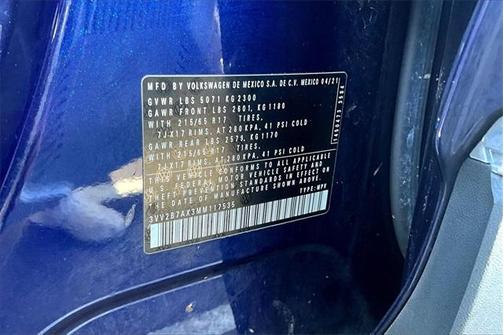 MFD BY VOLKSWAGEN DE MEXICO S.A. DE C.V. MEXICO 04/21
GVWR LBS 5071 KG2300
GAWR FRONT LBS 2601, KG1180
WITH 215/65 R17 TIRES,
7JX17 RIMS, AT 280KPA, 41 PSI COLD
GAWR REAR LBS 2579, KG1170
WITH 215/65 R17 TIRES,
7JX17 RIMS, AT 280KPA, 41 PSI COLD
THIS VEHICLE CONFORMS TO ALL APPLICABLE
U.S. FEDERAL MOTOR VEHICLE SAFETY AND
THEFT PREVENTION STANDARDS IN EFFECT ON
DATE OF MANUFACTURE SHOWN ABOVE
TYPE: MPV
3VV2B7AX3MM117535